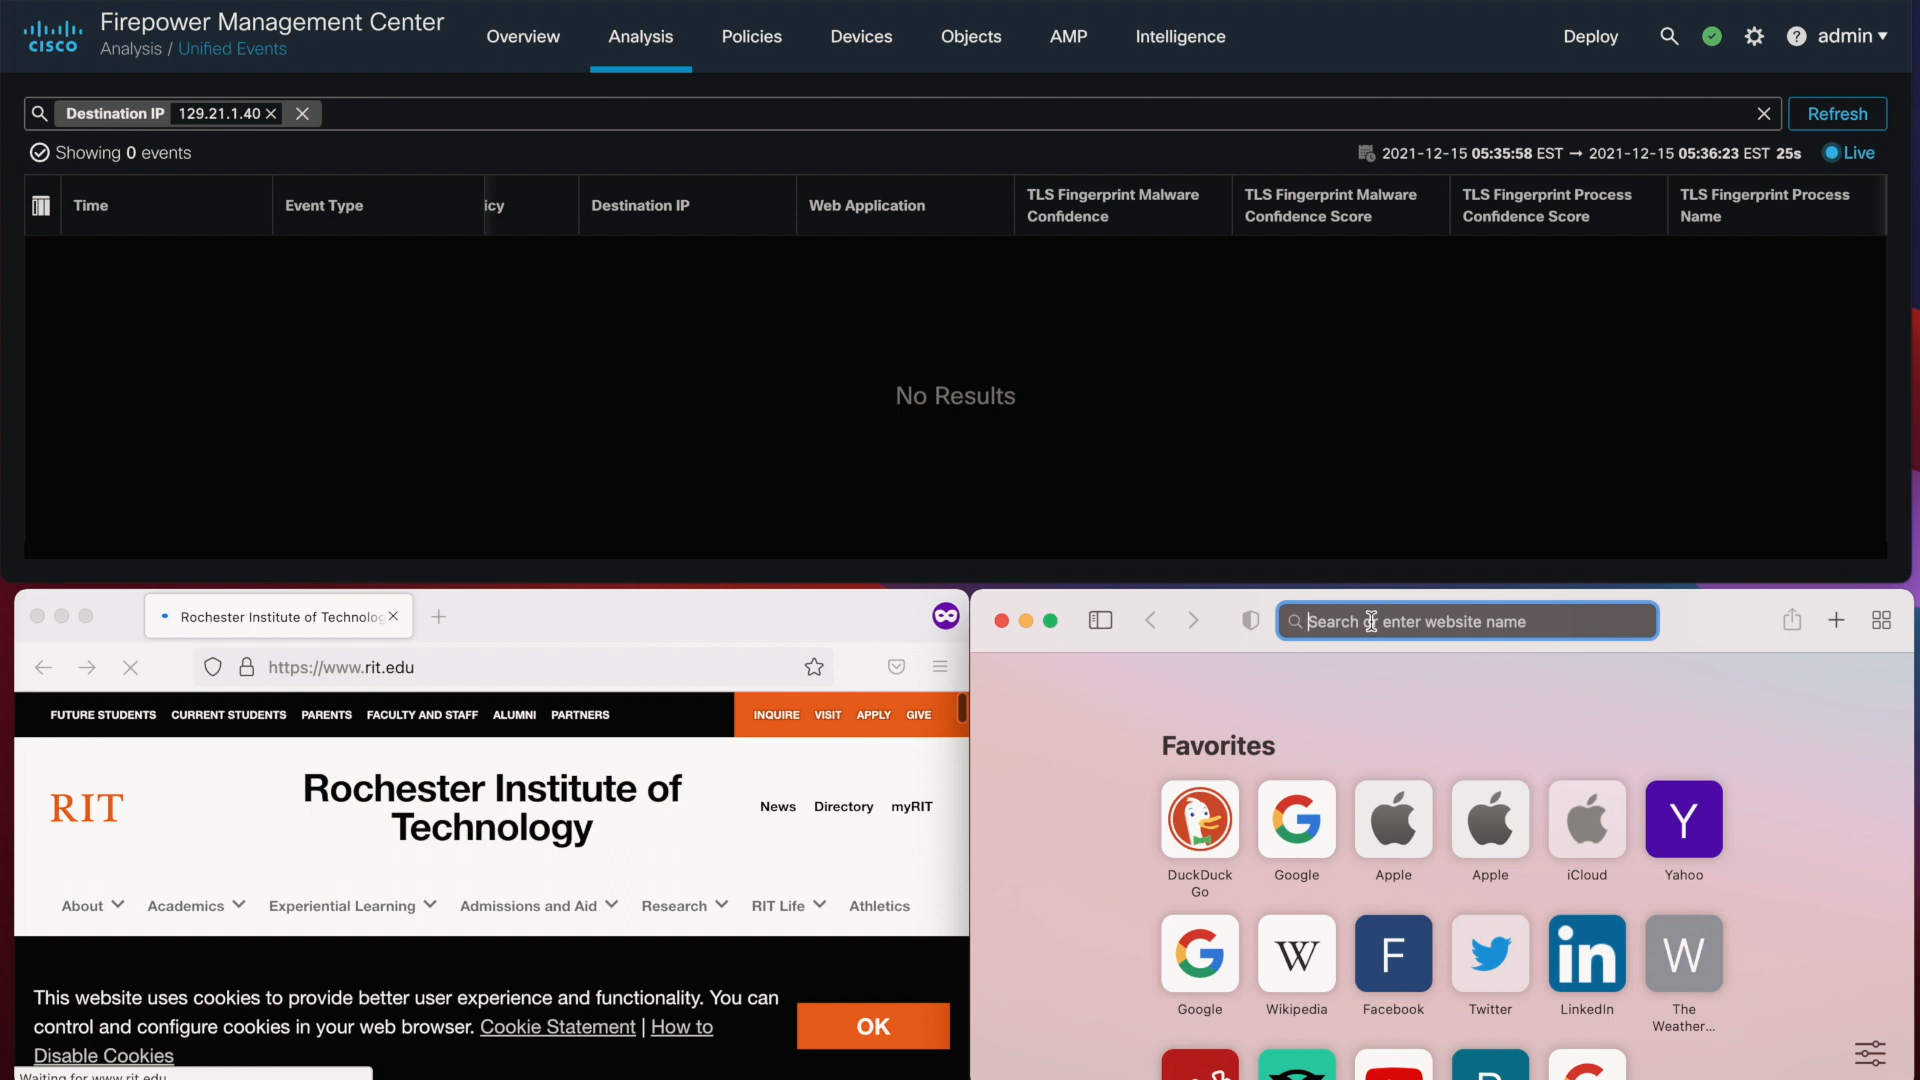 CISCO
Firepower Management Center
Analysis / Unified Events
Overview
Analysis
Policies
Devices
Objects
AMP
Intelligence
Deploy
admin
Destination IP 129.21.1.40
Refresh
Showing 0 events
2021-12-15 05:35:58 EST → 2021-12-15 05:36:23 EST 25s
Live
Time
Event Type
icy
Destination IP
Web Application
TLS Fingerprint Malware
Confidence
TLS Fingerprint Malware
Confidence Score
TLS Fingerprint Process
Confidence Score
TLS Fingerprint Process
Name
No Results
Rochester Institute of Technolog
https://www.rit.edu
FUTURE STUDENTS CURRENT STUDENTS PARENTS FACULTY AND STAFF ALUMNI PARTNERS
INQUIRE VISIT APPLY GIVE
RIT
Rochester Institute of
Technology
News Directory myRIT
About Academics Experiential Learning Admissions and Aid Research RIT Life Athletics
This website uses cookies to provide better user experience and functionality. You can
control and configure cookies in your web browser. Cookie Statement | How to
Disable Cookies
OK
Waiting for www.rit.edu
Search or enter website name
Favorites
DuckDuck
Go
Google
Apple
Apple
iCloud
Y
Yahoo
Google
W
Wikipedia
F
Facebook
Twitter
in
LinkedIn
W
The
Weather...